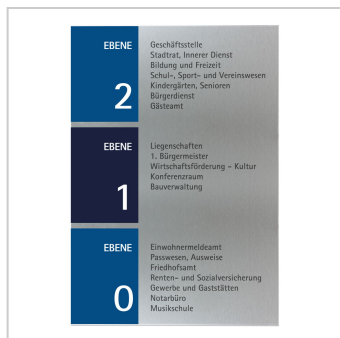 EBENE
2
Geschäftsstelle
Stadtrat, Innerer Dienst
Bildung und Freizeit
Schul-, Sport- und Vereinswesen
Kindergärten, Senioren
Bürgerdienst
Gästeamt
EBENE
1
Liegenschaften
1. Bürgermeister
Wirtschaftsförderung - Kultur
Konferenzraum
Bauverwaltung
EBENE
0
Einwohnermeldeamt
Passwesen, Ausweise
Friedhofsamt
Renten- und Sozialversicherung
Gewerbe und Gaststätten
Notarbüro
Musikschule